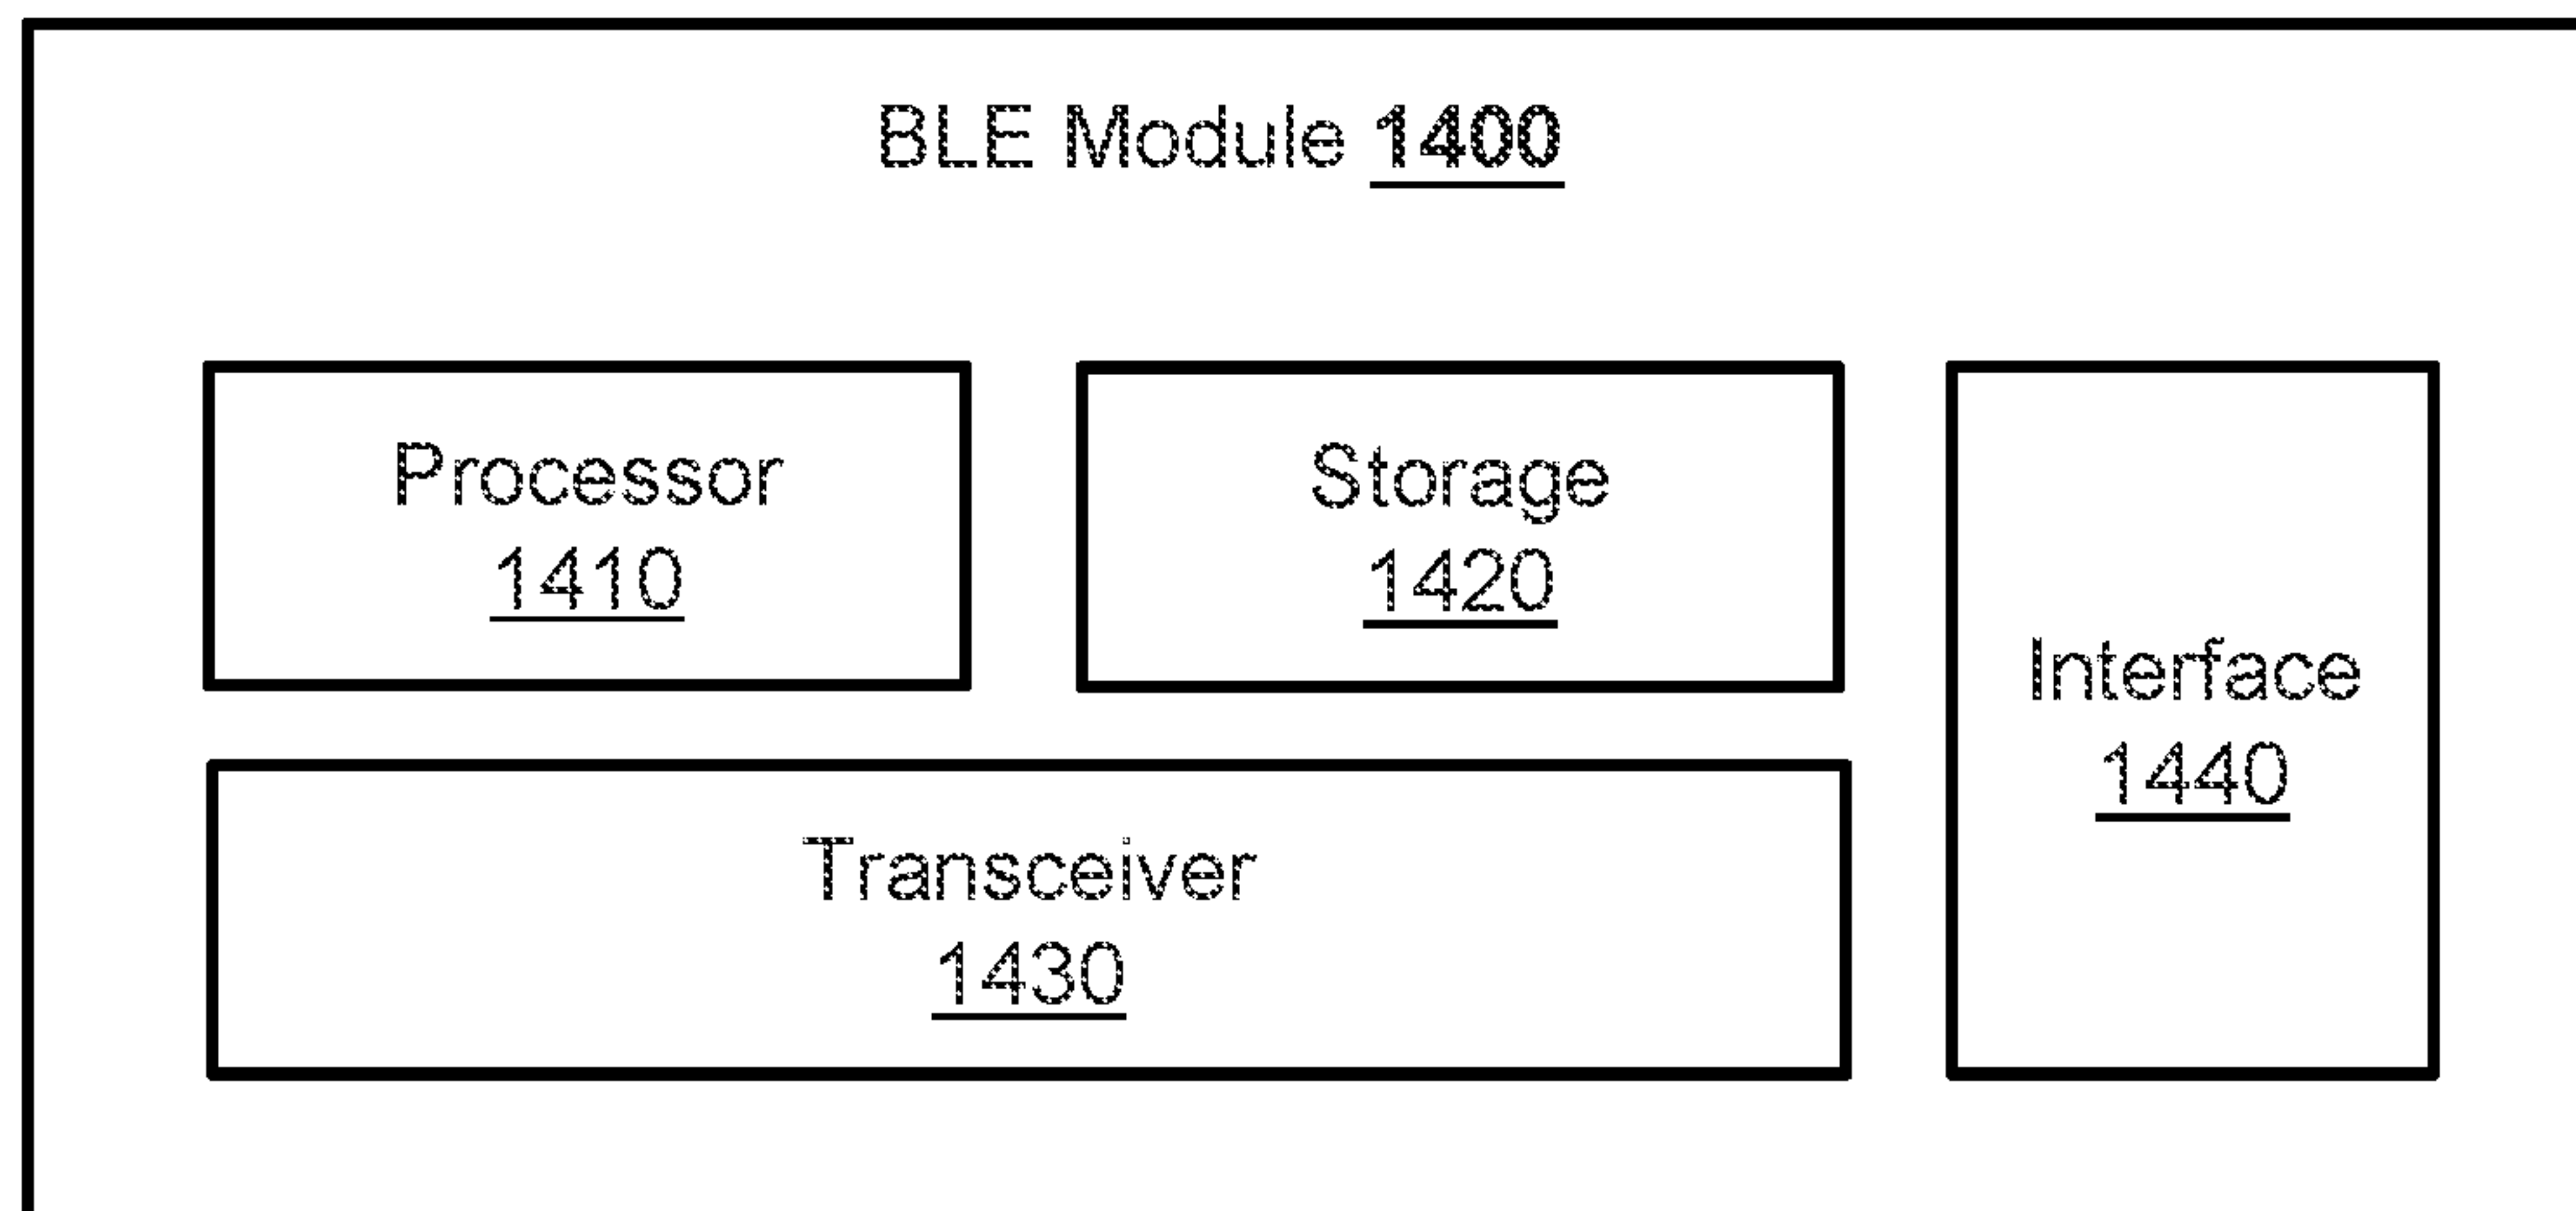 BLE Module 1400
Processor
1410
Storage
1420
Interface
1440
Transceiver
1430